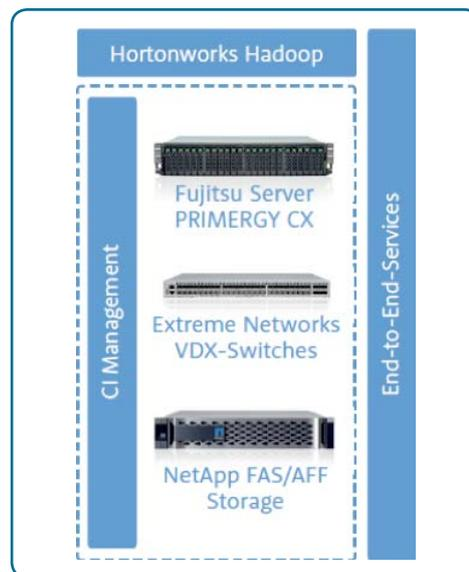 Hortonworks Hadoop
CI Management
Fujitsu Server
PRIMERGY CX
Extreme Networks
VDX-Switches
NetApp FAS/AFF
Storage
End-to-End-Services